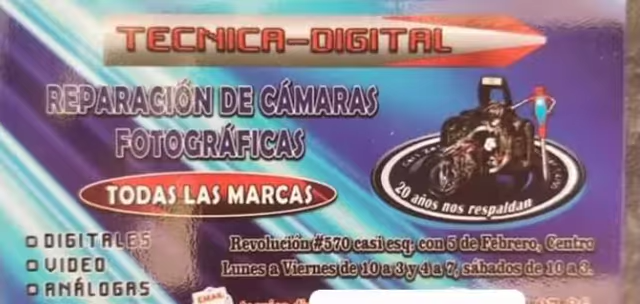 TECNICA-DIGITAL
REPARACIÓN DE CÁMARAS
FOTOGRÁFICAS
TODAS LAS MARCAS
20 años nos respaldan
DIGITALES
VIDEO
ANÁLOGAS
Revolución #570 casi esq: con 5 de Febrero, Centro
Lunes a Viernes de 10 a 3 y 4 a 7, sábados de 10 a 3.
EMAIL